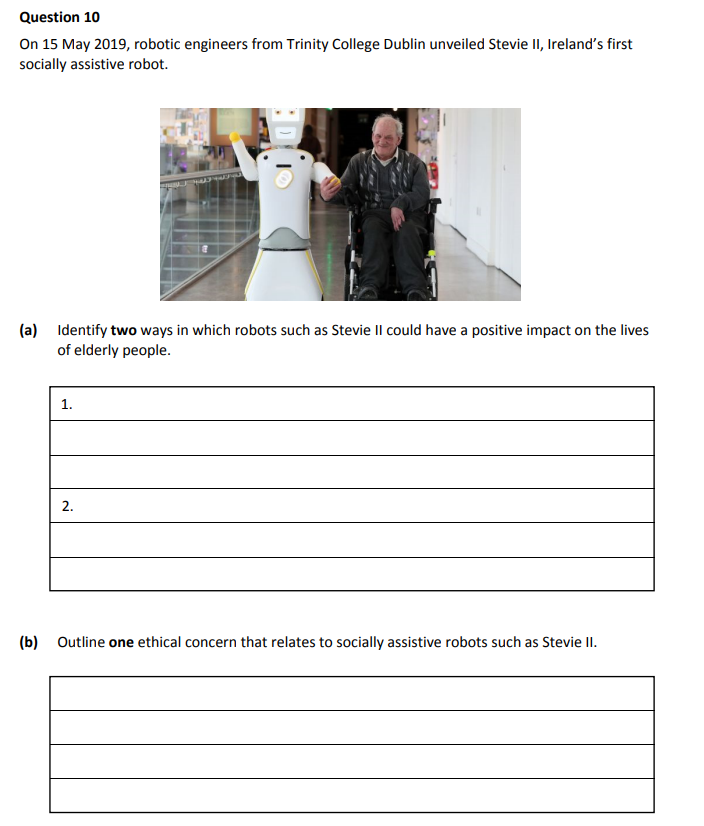 Question 10
On 15 May 2019, robotic engineers from Trinity College Dublin unveiled Stevie II, Ireland’s first
socially assistive robot.
(a) Identify two ways in which robots such as Stevie II could have a positive impact on the lives
of elderly people.
1.
2.
(b) Outline one ethical concern that relates to socially assistive robots such as Stevie II.